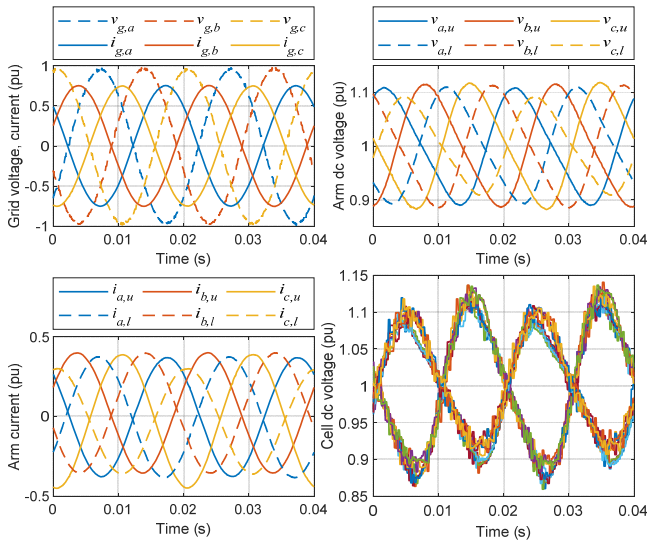 v_{g,a} v_{g,b} v_{g,c}
i_{g,a} i_{g,b} i_{g,c}
Grid voltage, current (pu)
1
0.5
0
-0.5
-1
0 0.01 0.02 0.03 0.04
Time (s)
v_{a,u} v_{b,u} v_{c,u}
v_{a,l} v_{b,l} v_{c,l}
Arm dc voltage (pu)
1.1
1
0.9
0 0.01 0.02 0.03 0.04
Time (s)
i_{a,u} i_{b,u} i_{c,u}
i_{a,l} i_{b,l} i_{c,l}
Arm current (pu)
0.5
0
-0.5
0 0.01 0.02 0.03 0.04
Time (s)
Cell dc voltage (pu)
1.15
1.1
1.05
1
0.95
0.9
0.85
0 0.01 0.02 0.03 0.04
Time (s)